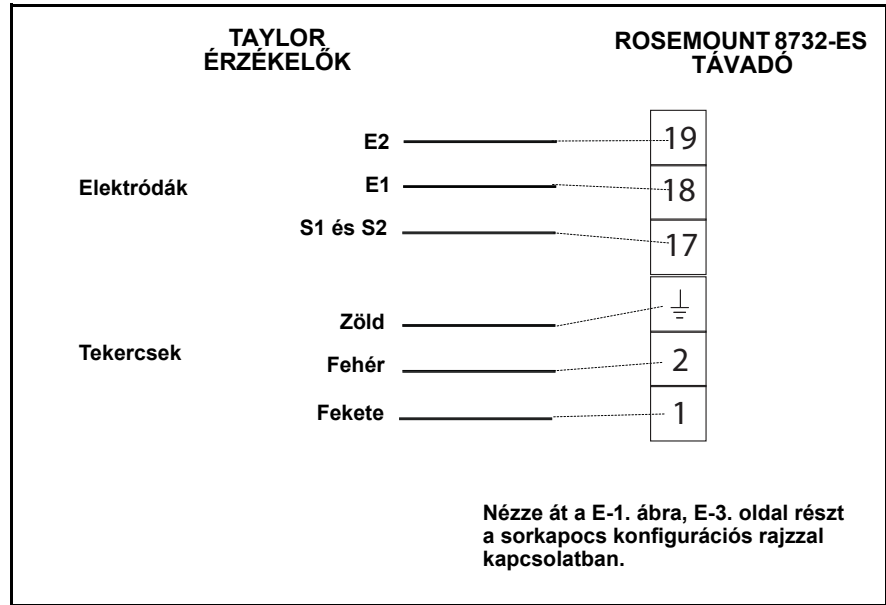 TAYLOR
ÉRZÉKELŐK
ROSEMOUNT 8732-ES
TÁVADÓ
Elektródák
E2
19
E1
18
S1 és S2
17
Tekercsek
Zöld
Fehér
2
Fekete
1
Nézze át a E-1. ábra, E-3. oldal részt
a sorkapocs konfigurációs rajzzal
kapcsolatban.